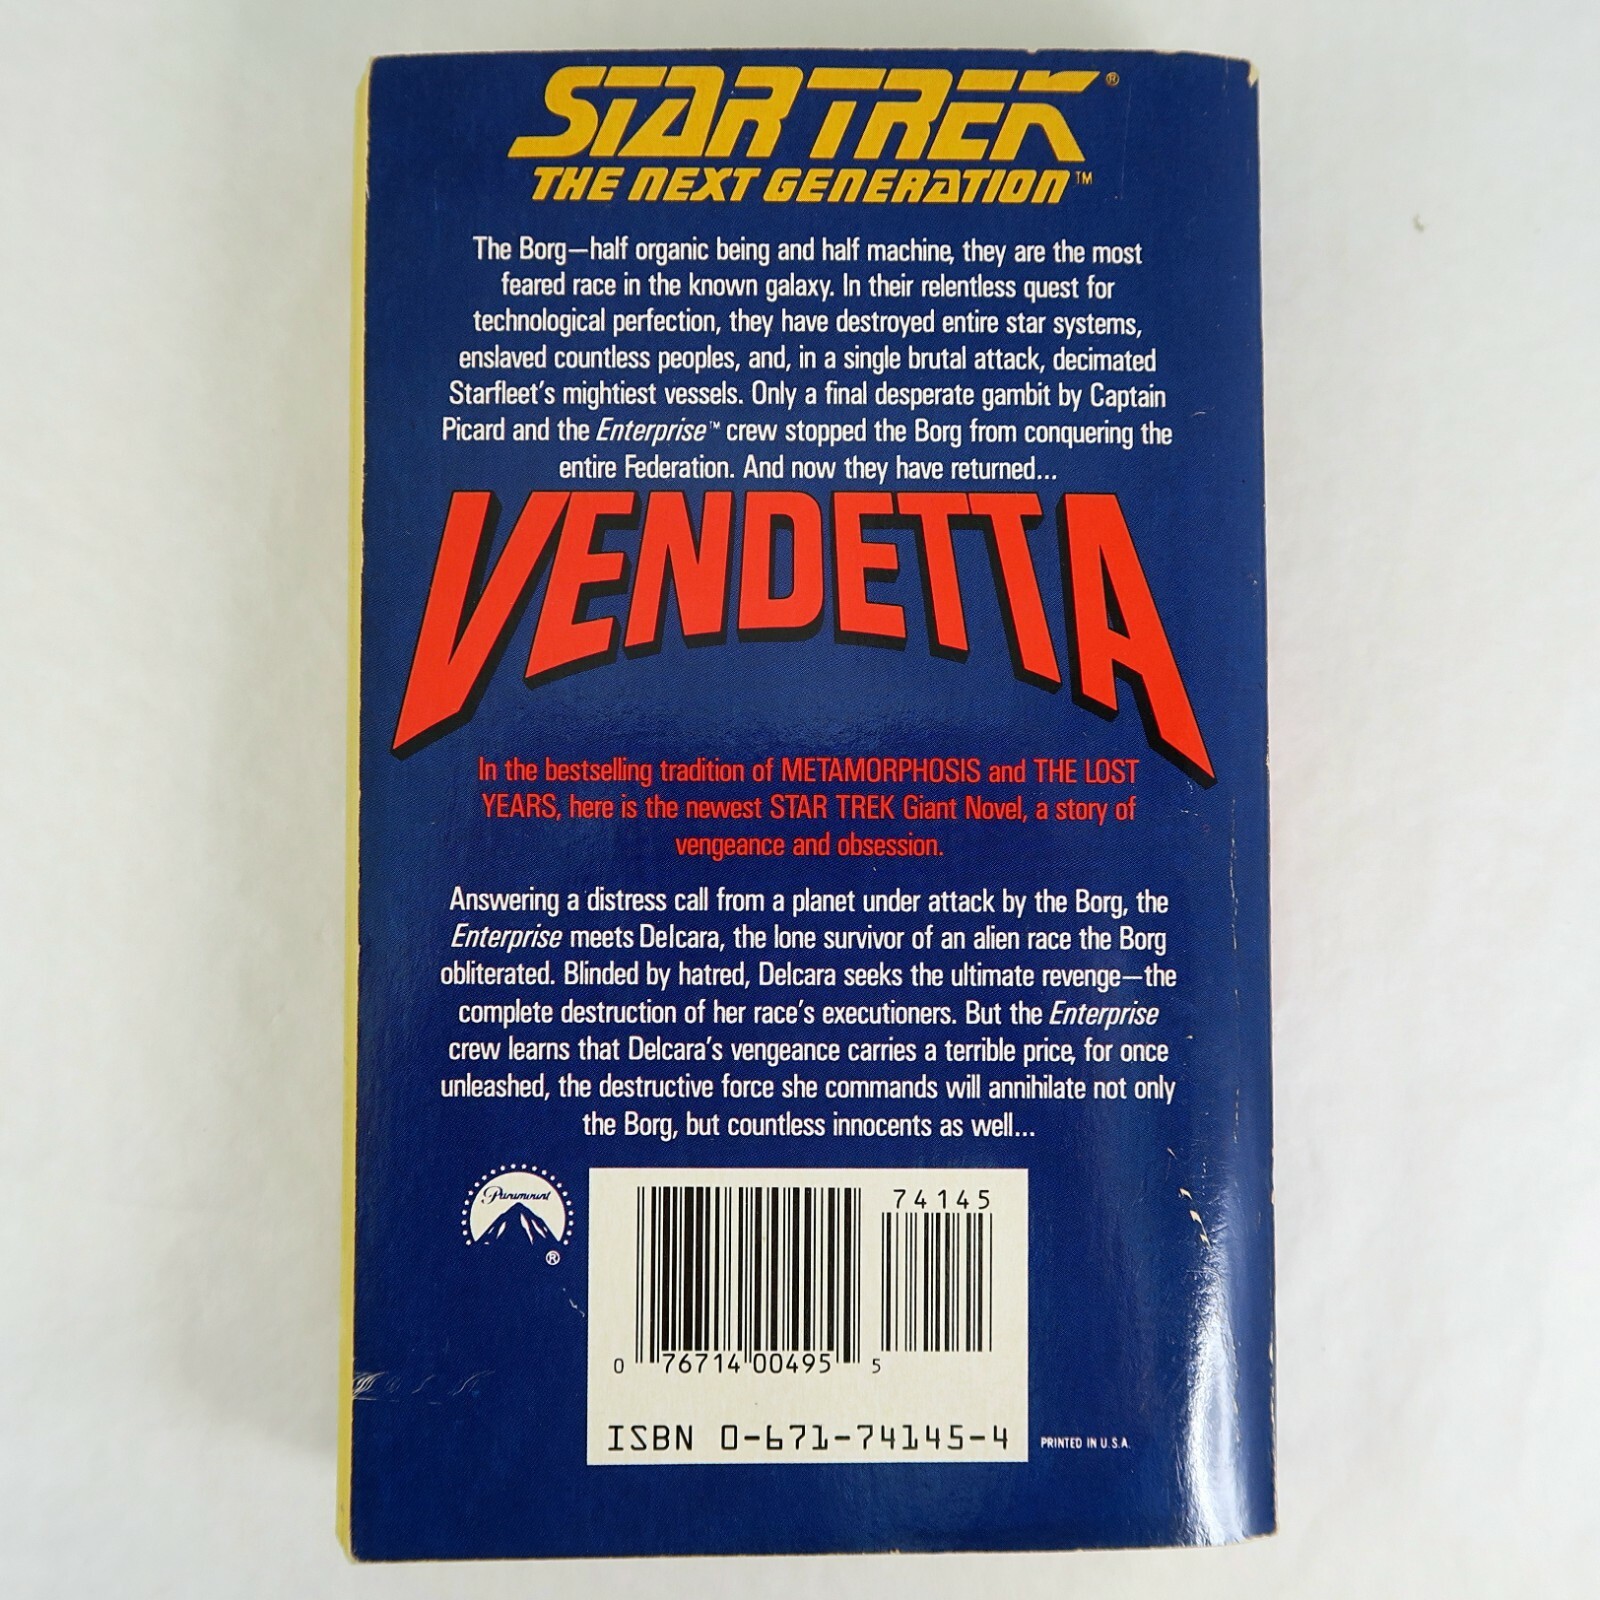 STAR TREK®
THE NEXT GENERATION™
The Borg—half organic being and half machine, they are the most
feared race in the known galaxy. In their relentless quest for
technological perfection, they have destroyed entire star systems,
enslaved countless peoples, and, in a single brutal attack, decimated
Starfleet's mightiest vessels. Only a final desperate gambit by Captain
Picard and the Enterprise™ crew stopped the Borg from conquering the
entire Federation. And now they have returned...
VENDETTA
In the bestselling tradition of METAMORPHOSIS and THE LOST
YEARS, here is the newest STAR TREK Giant Novel, a story of
vengeance and obsession.
Answering a distress call from a planet under attack by the Borg, the
Enterprise meets Delcara, the lone survivor of an alien race the Borg
obliterated. Blinded by hatred, Delcara seeks the ultimate revenge—the
complete destruction of her race's executioners. But the Enterprise
crew learns that Delcara's vengeance carries a terrible price, for once
unleashed, the destructive force she commands will annihilate not only
the Borg, but countless innocents as well...
Paramount
®
74145
0 76714 00495 5
ISBN 0-671-74145-4
PRINTED IN U.S.A.